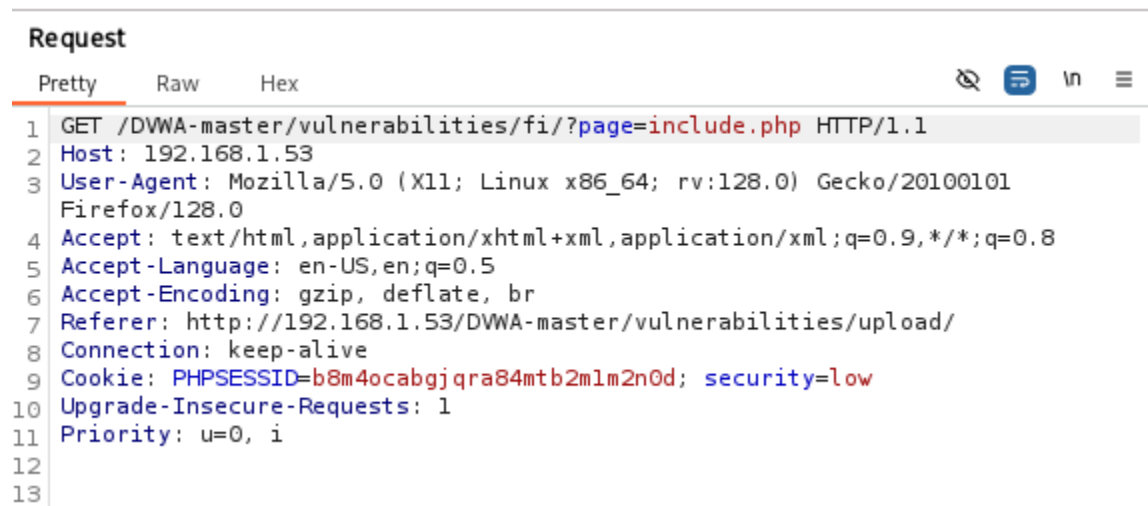 Request
Pretty Raw Hex \n
1 GET /DVWA-master/vulnerabilities/fi/?page=include.php HTTP/1.1
2 Host: 192.168.1.53
3 User-Agent: Mozilla/5.0 (X11; Linux x86_64; rv:128.0) Gecko/20100101
Firefox/128.0
4 Accept: text/html,application/xhtml+xml,application/xml;q=0.9,*/*;q=0.8
5 Accept-Language: en-US,en;q=0.5
6 Accept-Encoding: gzip, deflate, br
7 Referer: http://192.168.1.53/DVWA-master/vulnerabilities/upload/
8 Connection: keep-alive
9 Cookie: PHPSESSID=b8m4ocabgjqra84mtb2m1m2n0d; security=low
10 Upgrade-Insecure-Requests: 1
11 Priority: u=0, i
12
13